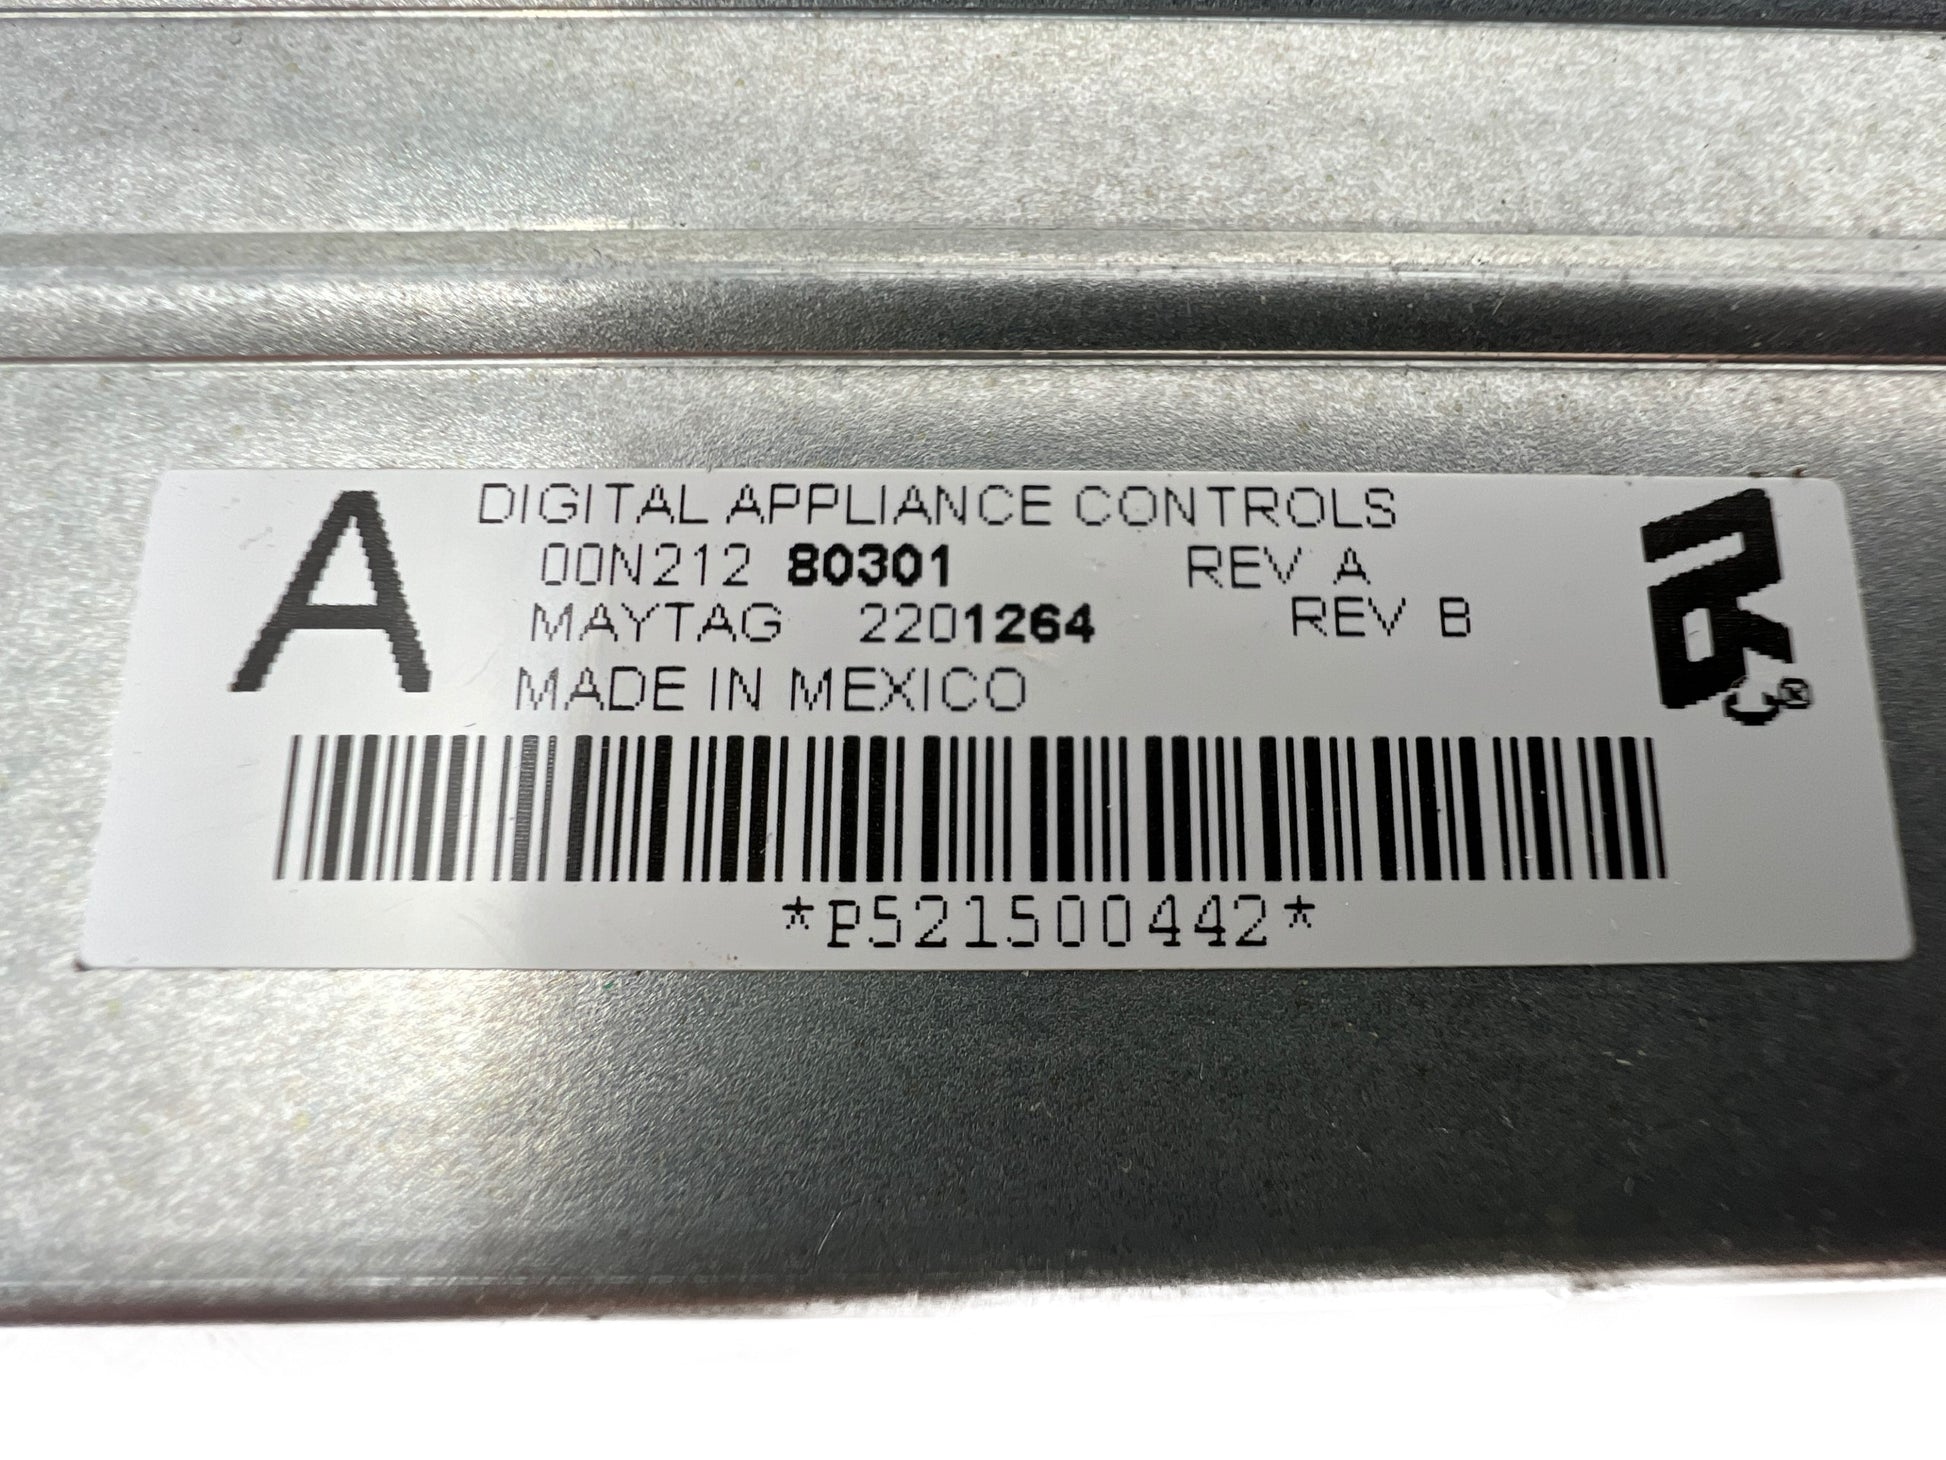 A
DIGITAL APPLIANCE CONTROLS
00N212 80301 REV A
MAYTAG 2201264 REV B
MADE IN MEXICO
*P521500442*